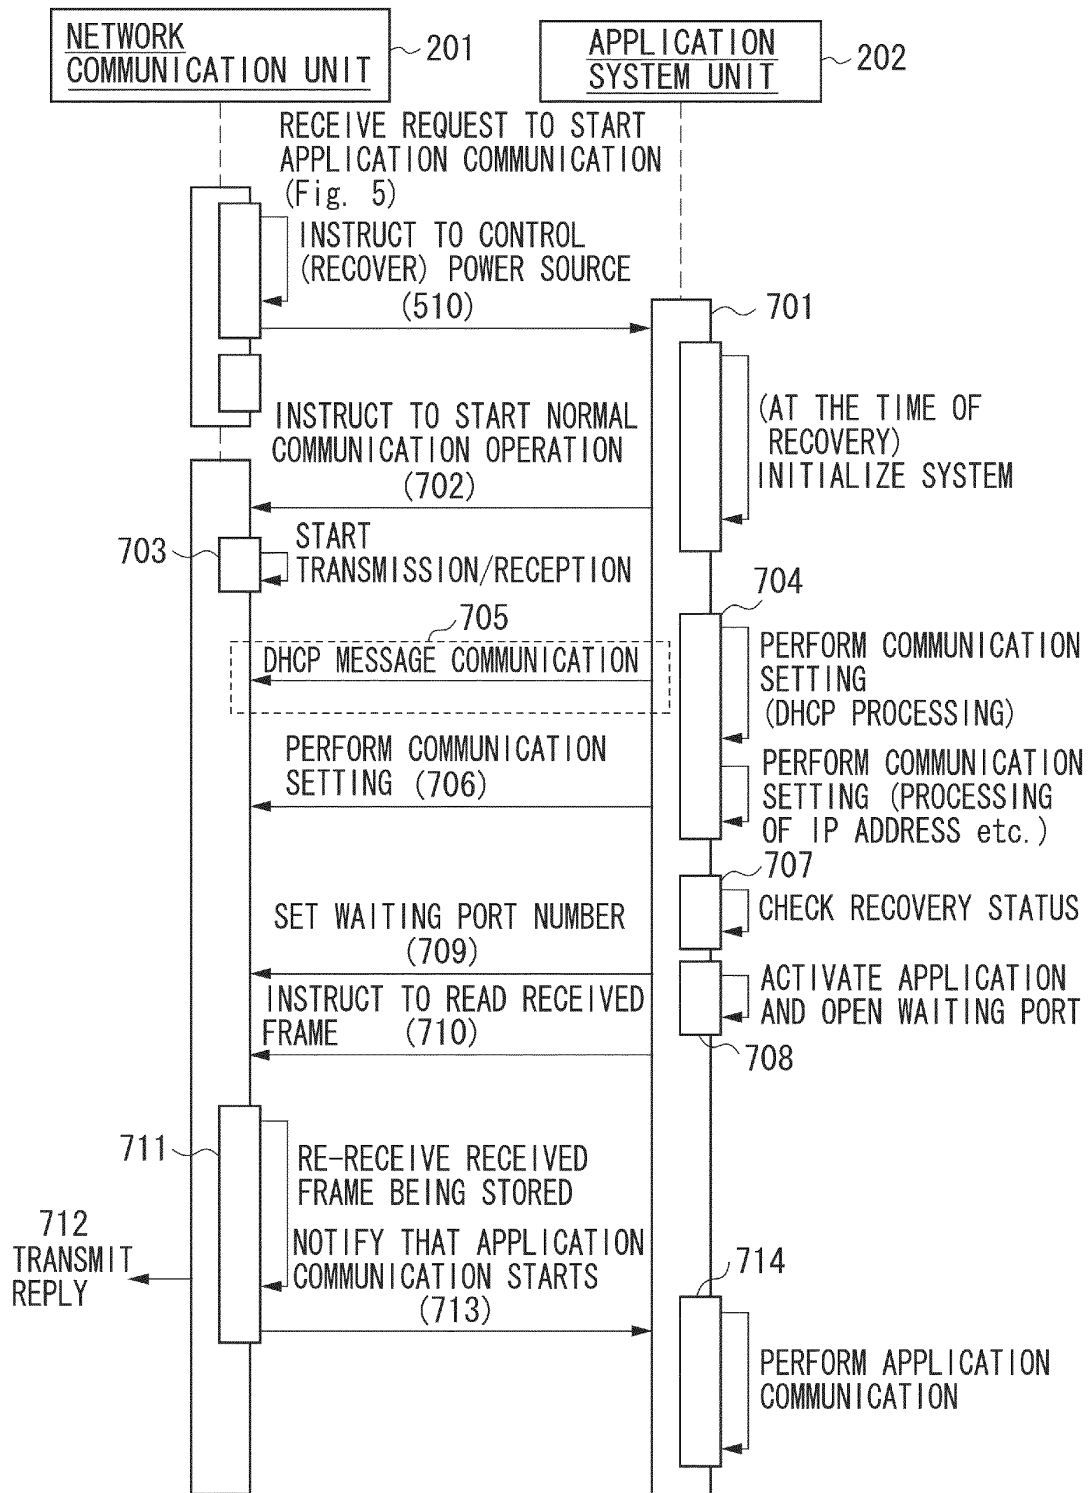 NETWORK
COMMUNICATION UNIT
201
APPLICATION
SYSTEM UNIT
202
RECEIVE REQUEST TO START
APPLICATION COMMUNICATION
(Fig. 5)
INSTRUCT TO CONTROL
(RECOVER) POWER SOURCE
(510)
701
(AT THE TIME OF
RECOVERY)
INITIALIZE SYSTEM
INSTRUCT TO START NORMAL
COMMUNICATION OPERATION
(702)
703
START
TRANSMISSION/RECEPTION
704
705
DHCP MESSAGE COMMUNICATION
PERFORM COMMUNICATION
SETTING
(DHCP PROCESSING)
PERFORM COMMUNICATION
SETTING (706)
PERFORM COMMUNICATION
SETTING (PROCESSING
OF IP ADDRESS etc.)
707
CHECK RECOVERY STATUS
SET WAITING PORT NUMBER
(709)
ACTIVATE APPLICATION
AND OPEN WAITING PORT
708
INSTRUCT TO READ RECEIVED
FRAME (710)
711
RE-RECEIVE RECEIVED
FRAME BEING STORED
712
TRANSMIT
REPLY
NOTIFY THAT APPLICATION
COMMUNICATION STARTS
(713)
714
PERFORM APPLICATION
COMMUNICATION